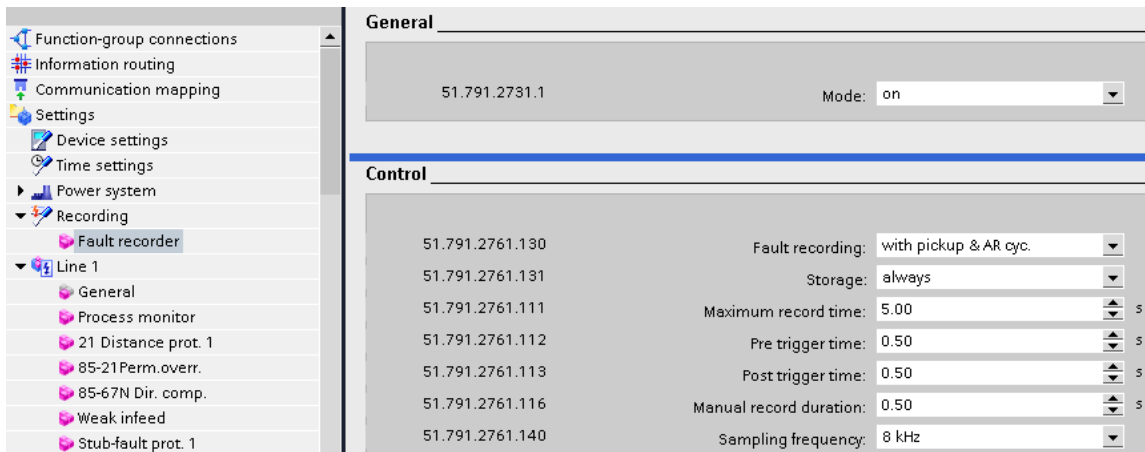 Function-group connections
Information routing
Communication mapping
Settings
Device settings
Time settings
Power system
Recording
Fault recorder
Line 1
General
Process monitor
21 Distance prot. 1
85-21Perm.overr.
85-67N Dir. comp.
Weak infeed
Stub-fault prot. 1
General
51.791.2731.1 Mode: on
Control
51.791.2761.130 Fault recording: with pickup & AR cyc.
51.791.2761.131 Storage: always
51.791.2761.111 Maximum record time: 5.00 s
51.791.2761.112 Pre trigger time: 0.50 s
51.791.2761.113 Post trigger time: 0.50 s
51.791.2761.116 Manual record duration: 0.50 s
51.791.2761.140 Sampling frequency: 8 kHz